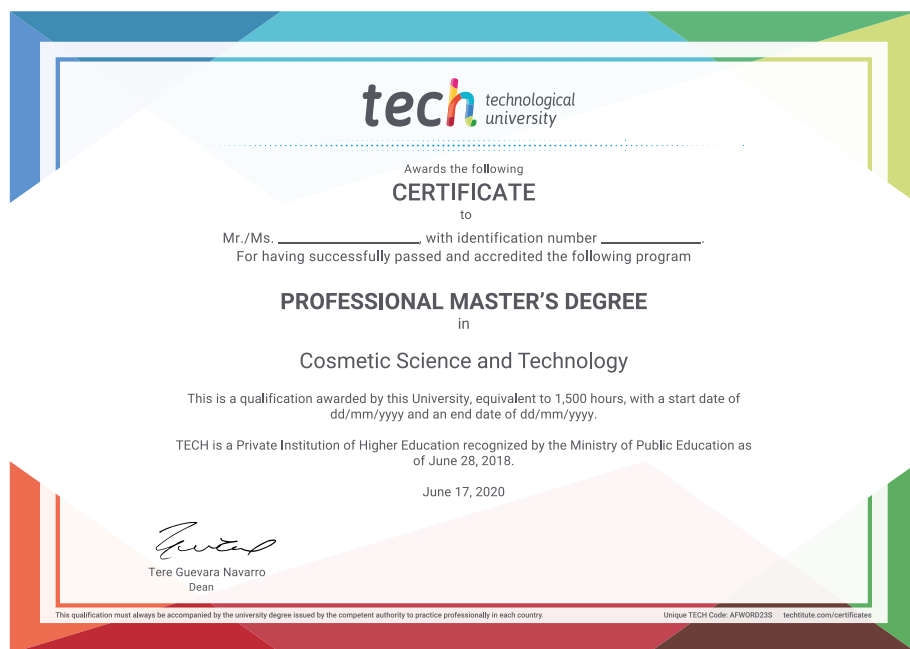 tech technological
university
Awards the following
CERTIFICATE
to
Mr./Ms. ____________________, with identification number ______________.
For having successfully passed and accredited the following program
PROFESSIONAL MASTER’S DEGREE
in
Cosmetic Science and Technology
This is a qualification awarded by this University, equivalent to 1,500 hours, with a start date of
dd/mm/yyyy and an end date of dd/mm/yyyy.
TECH is a Private Institution of Higher Education recognized by the Ministry of Public Education as
of June 28, 2018.
June 17, 2020
Tere Guevara Navarro
Dean
This qualification must always be accompanied by the university degree issued by the competent authority to practice professionally in each country. Unique TECH Code: AFWORD23S techtitute.com/certificates